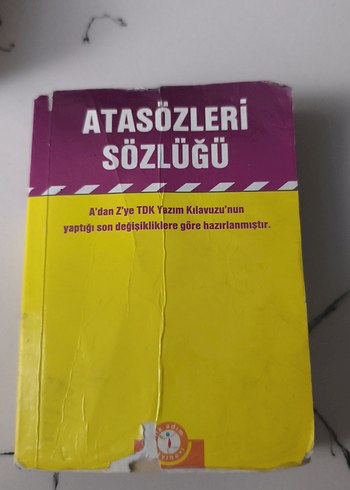 ATASÖZLERİ
SÖZLÜĞÜ
A'dan Z'ye TDK Yazım Kılavuzu'nun
yaptığı son değişikliklere göre hazırlanmıştır.